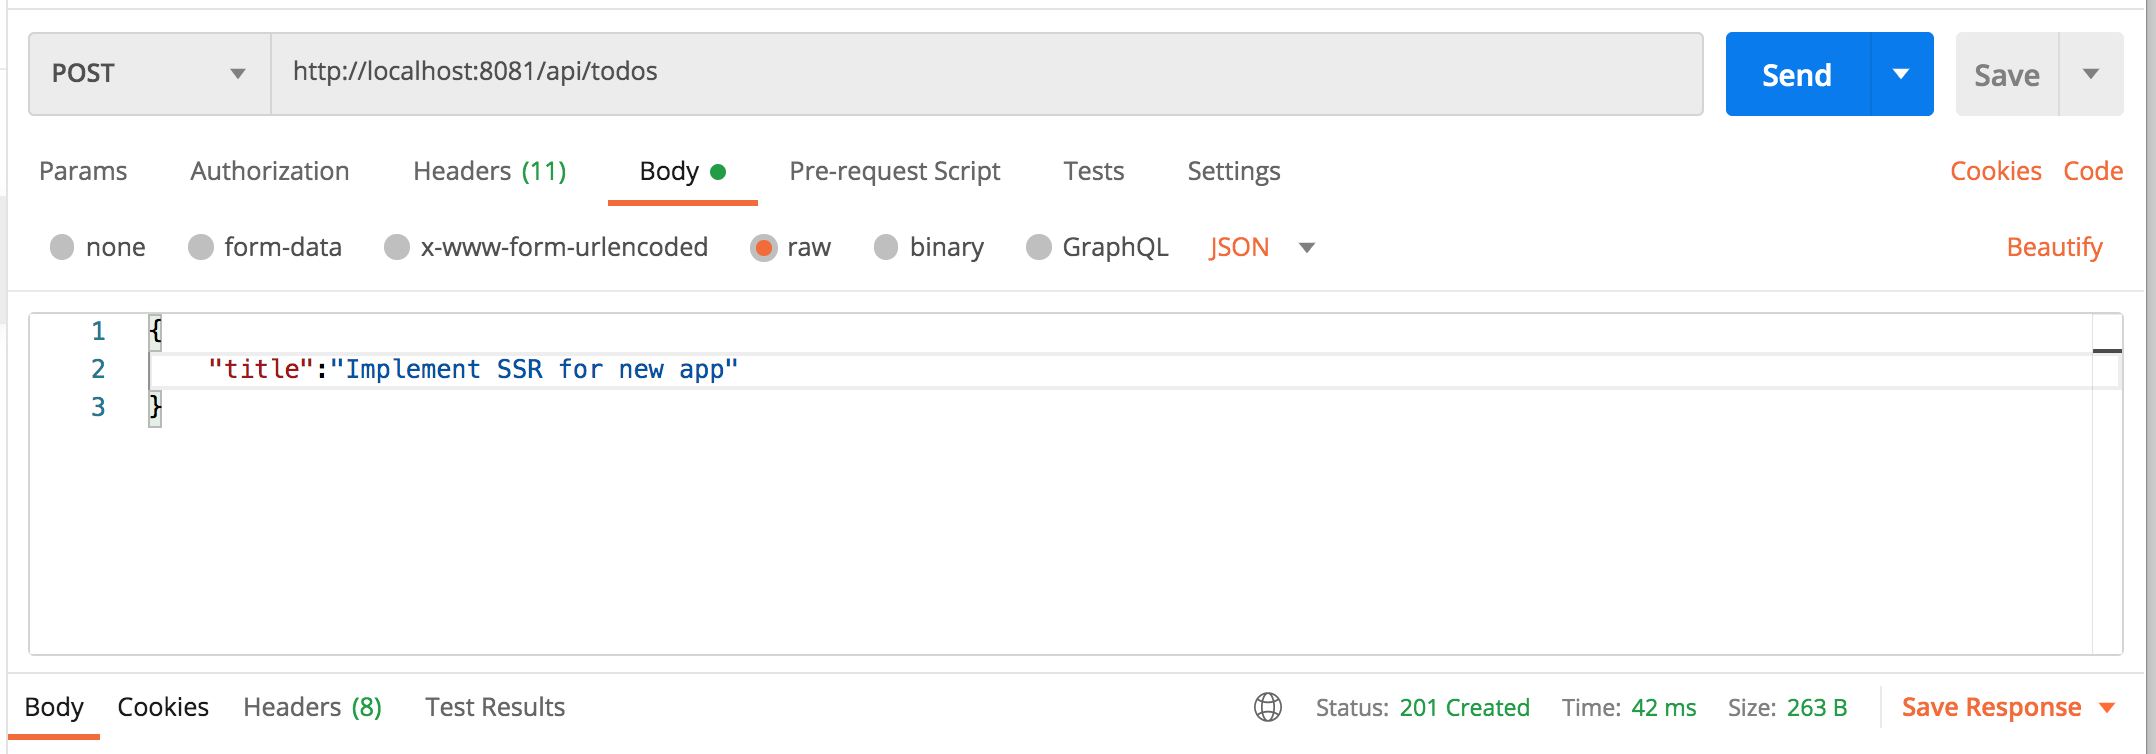 POST http://localhost:8081/api/todos Send Save
Params Authorization Headers (11) Body Pre-request Script Tests Settings Cookies Code
none form-data x-www-form-urlencoded raw binary GraphQL JSON Beautify
1 {
2 "title":"Implement SSR for new app"
3 }
Body Cookies Headers (8) Test Results Status: 201 Created Time: 42 ms Size: 263 B Save Response